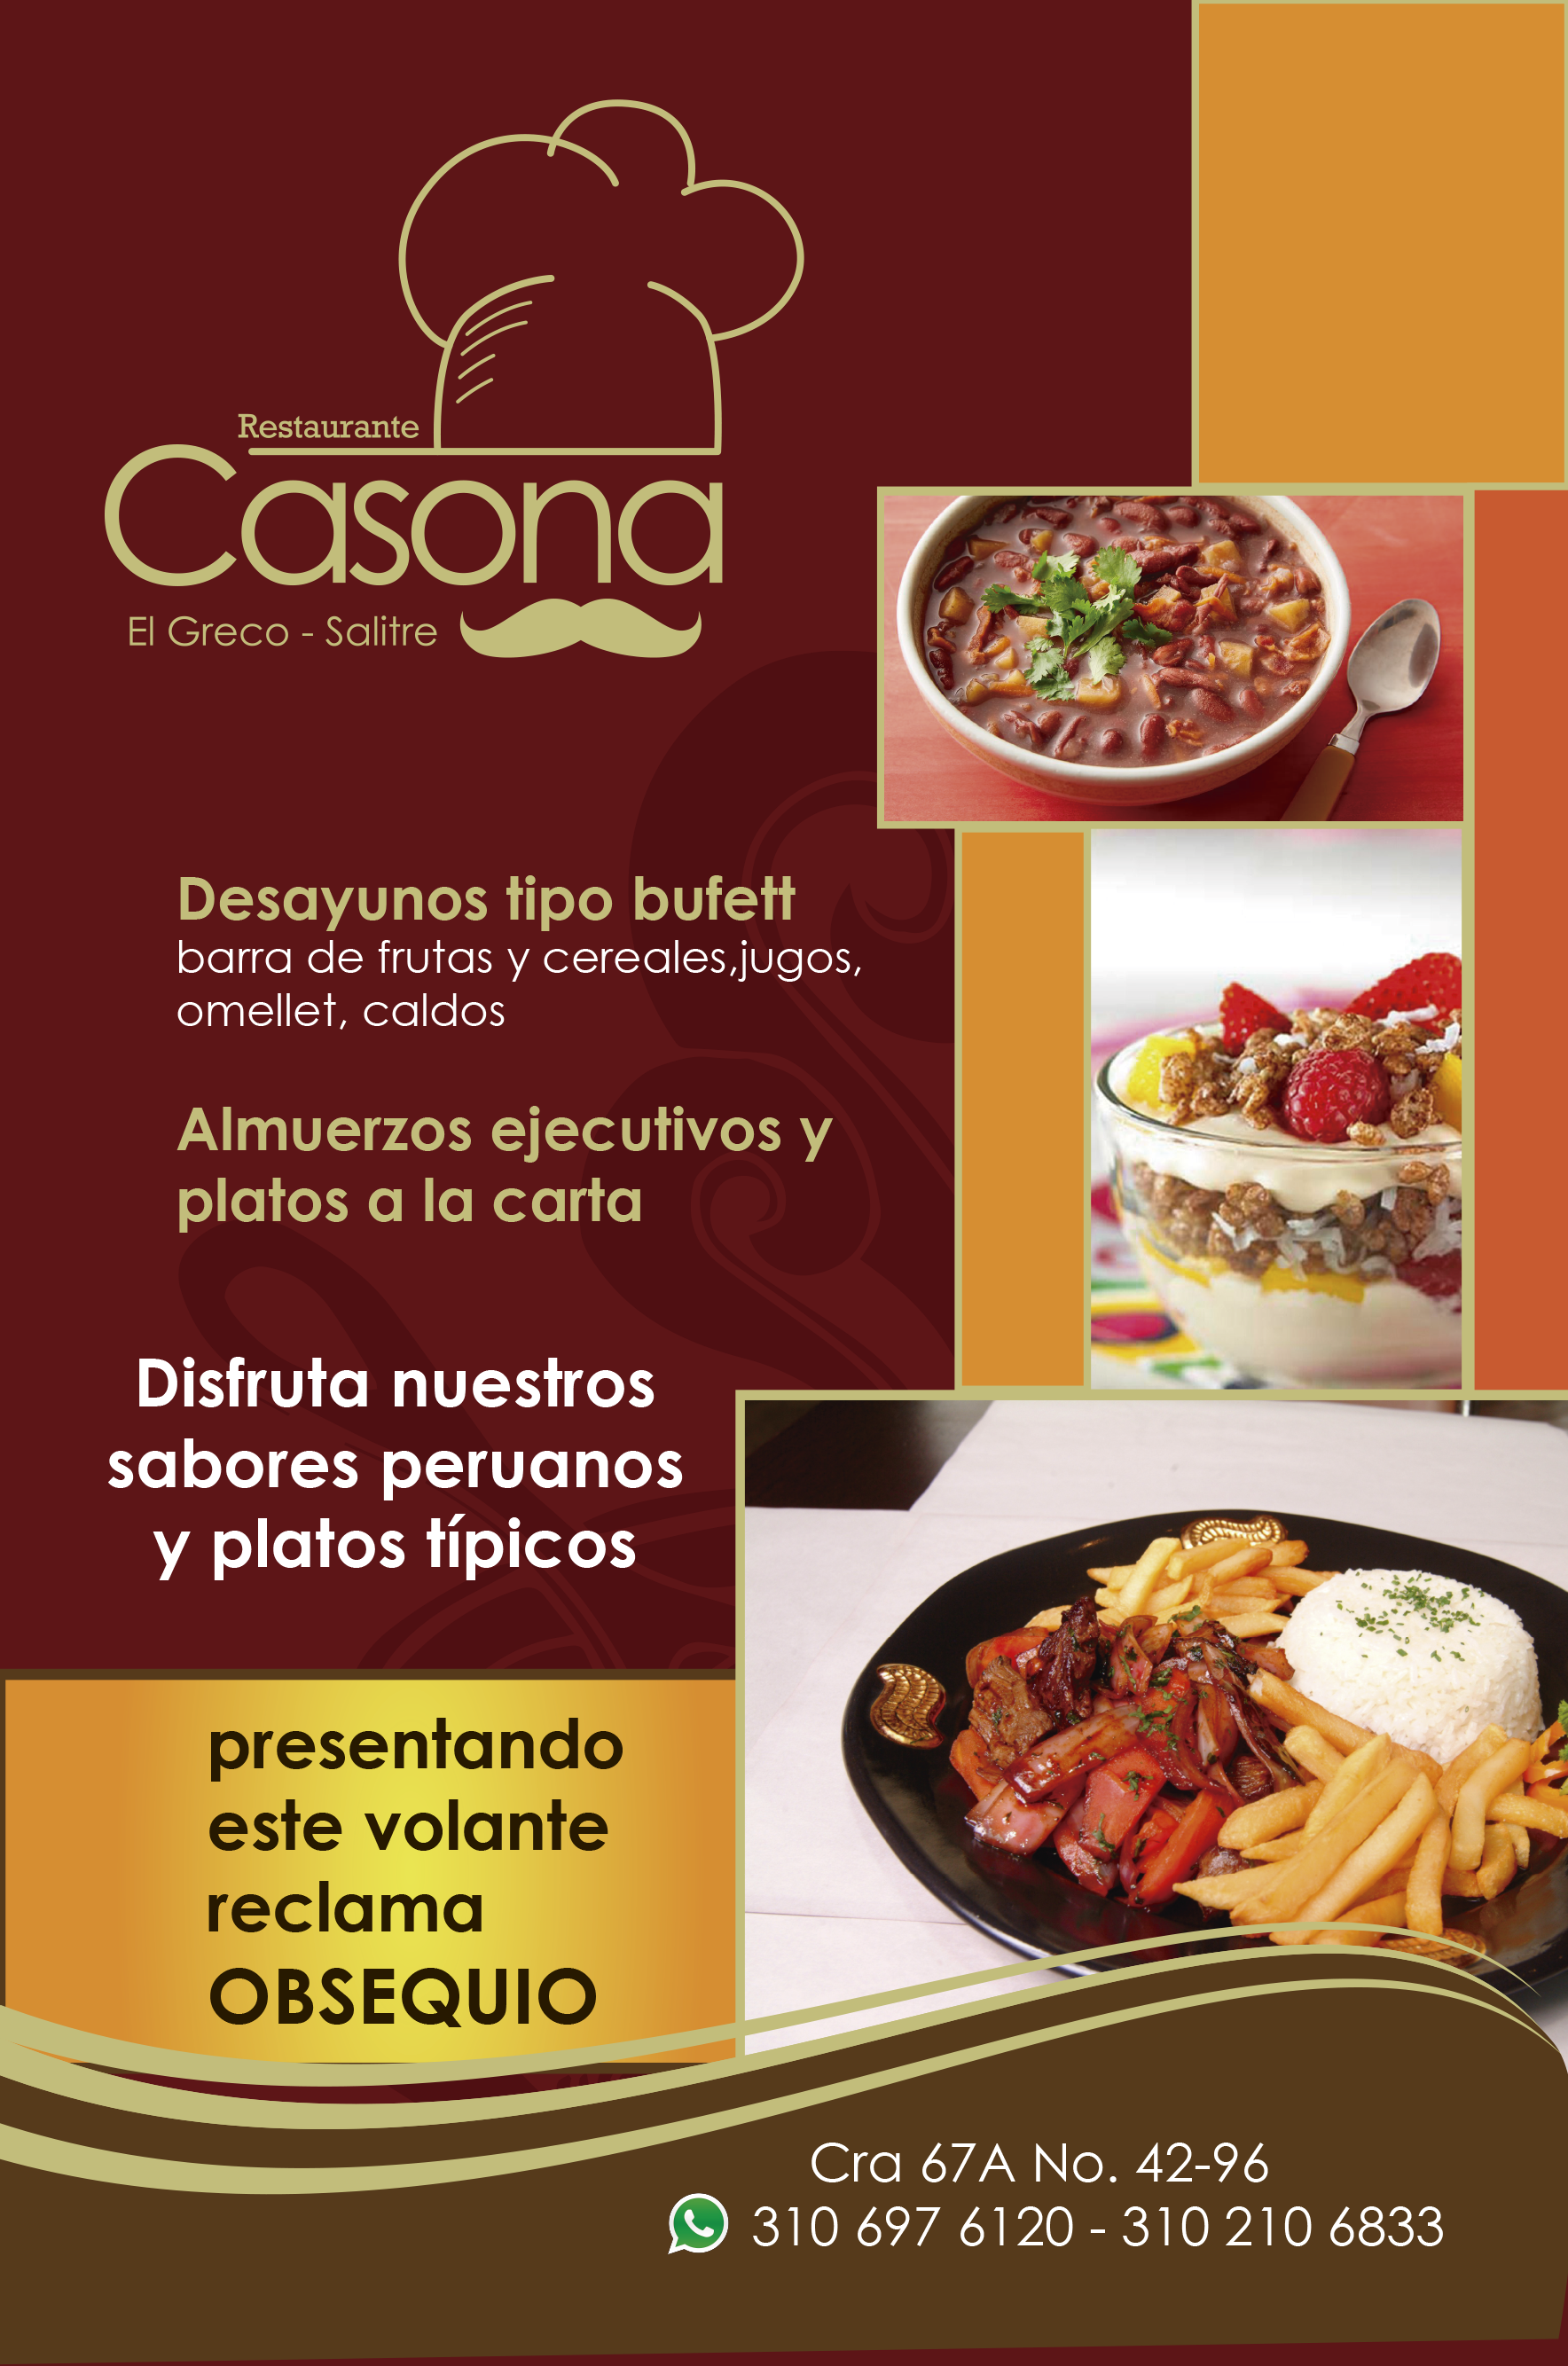 Restaurante
Casona
El Greco - Salitre
Desayunos tipo bufett
barra de frutas y cereales,jugos,
omellet, caldos
Almuerzos ejecutivos y
platos a la carta
Disfruta nuestros
sabores peruanos
y platos típicos
presentando
este volante
reclama
OBSEQUIO
Cra 67A No. 42-96
310 697 6120 - 310 210 6833